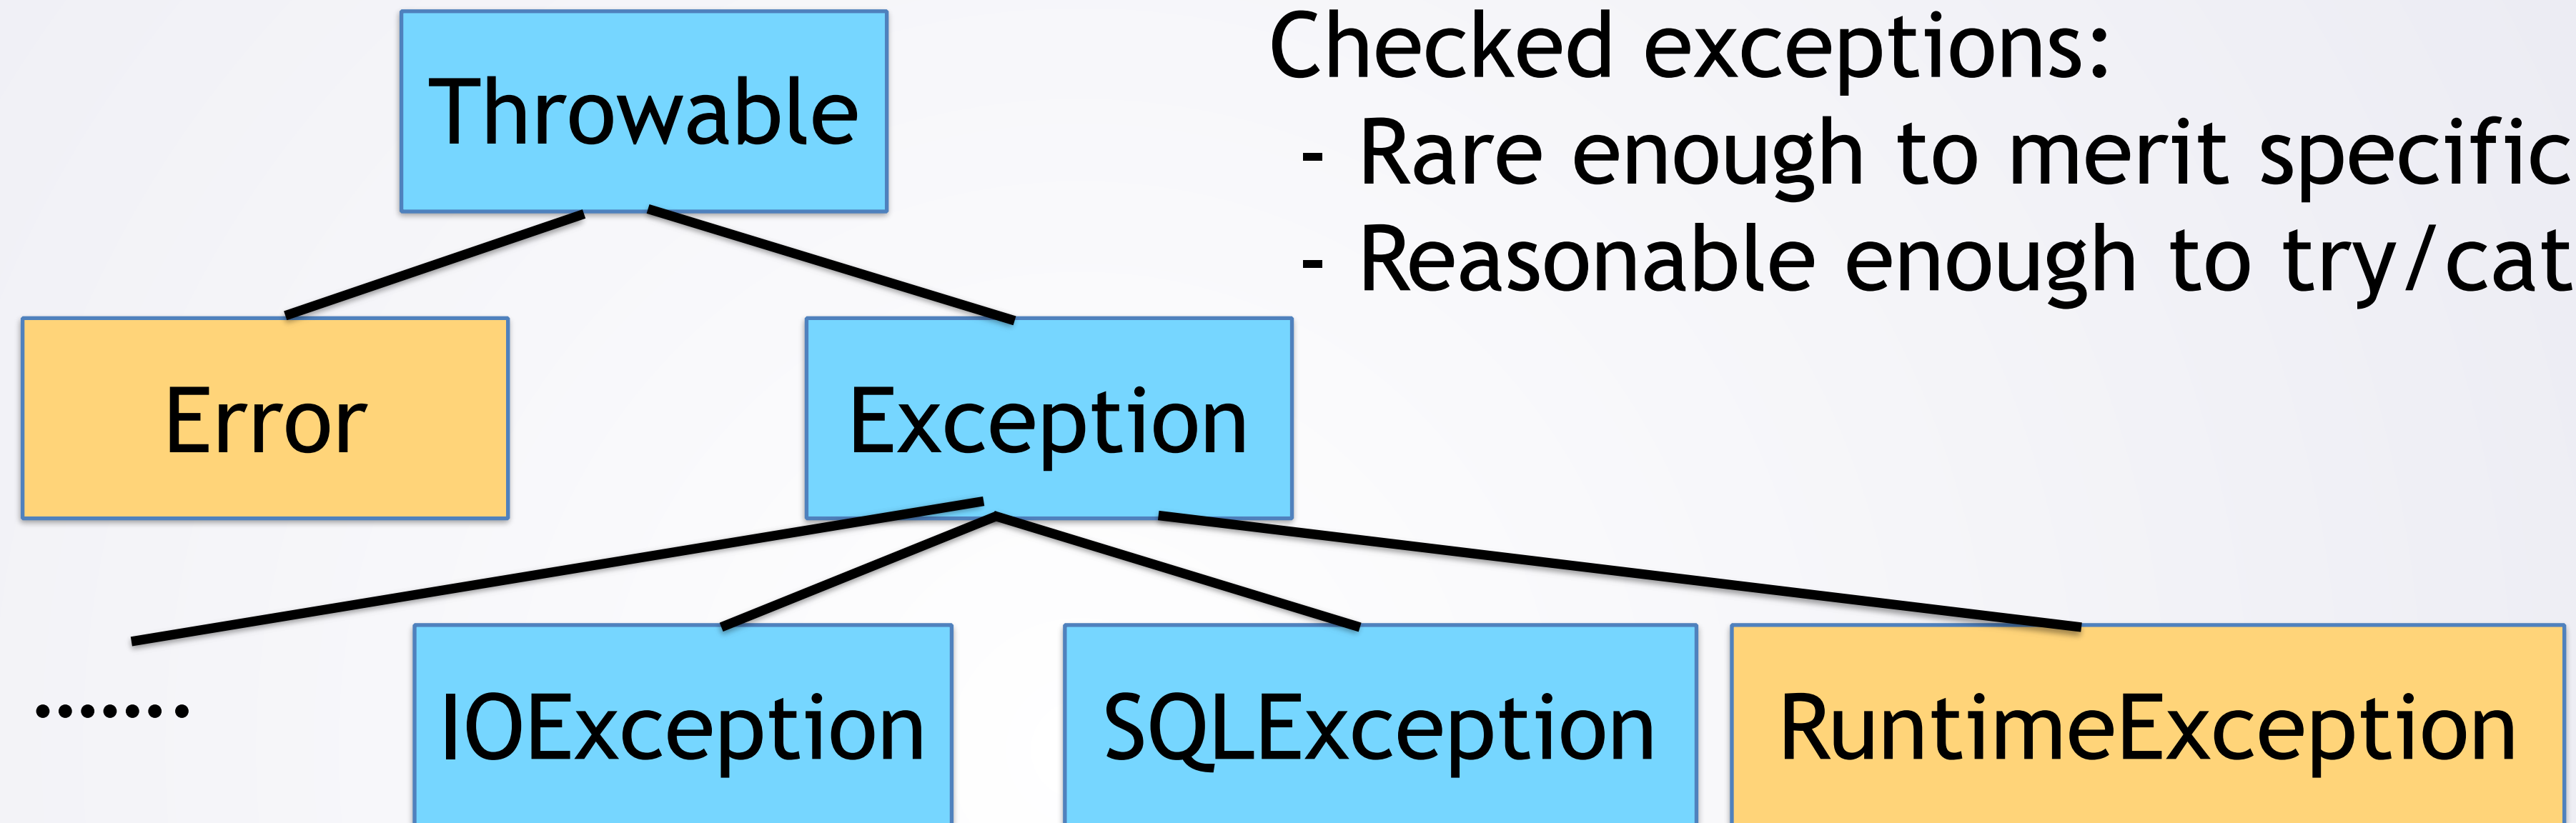 Throwable
Checked exceptions:
- Rare enough to merit specific
- Reasonable enough to try/cat
Error
Exception
.......
IOException
SQLException
RuntimeException